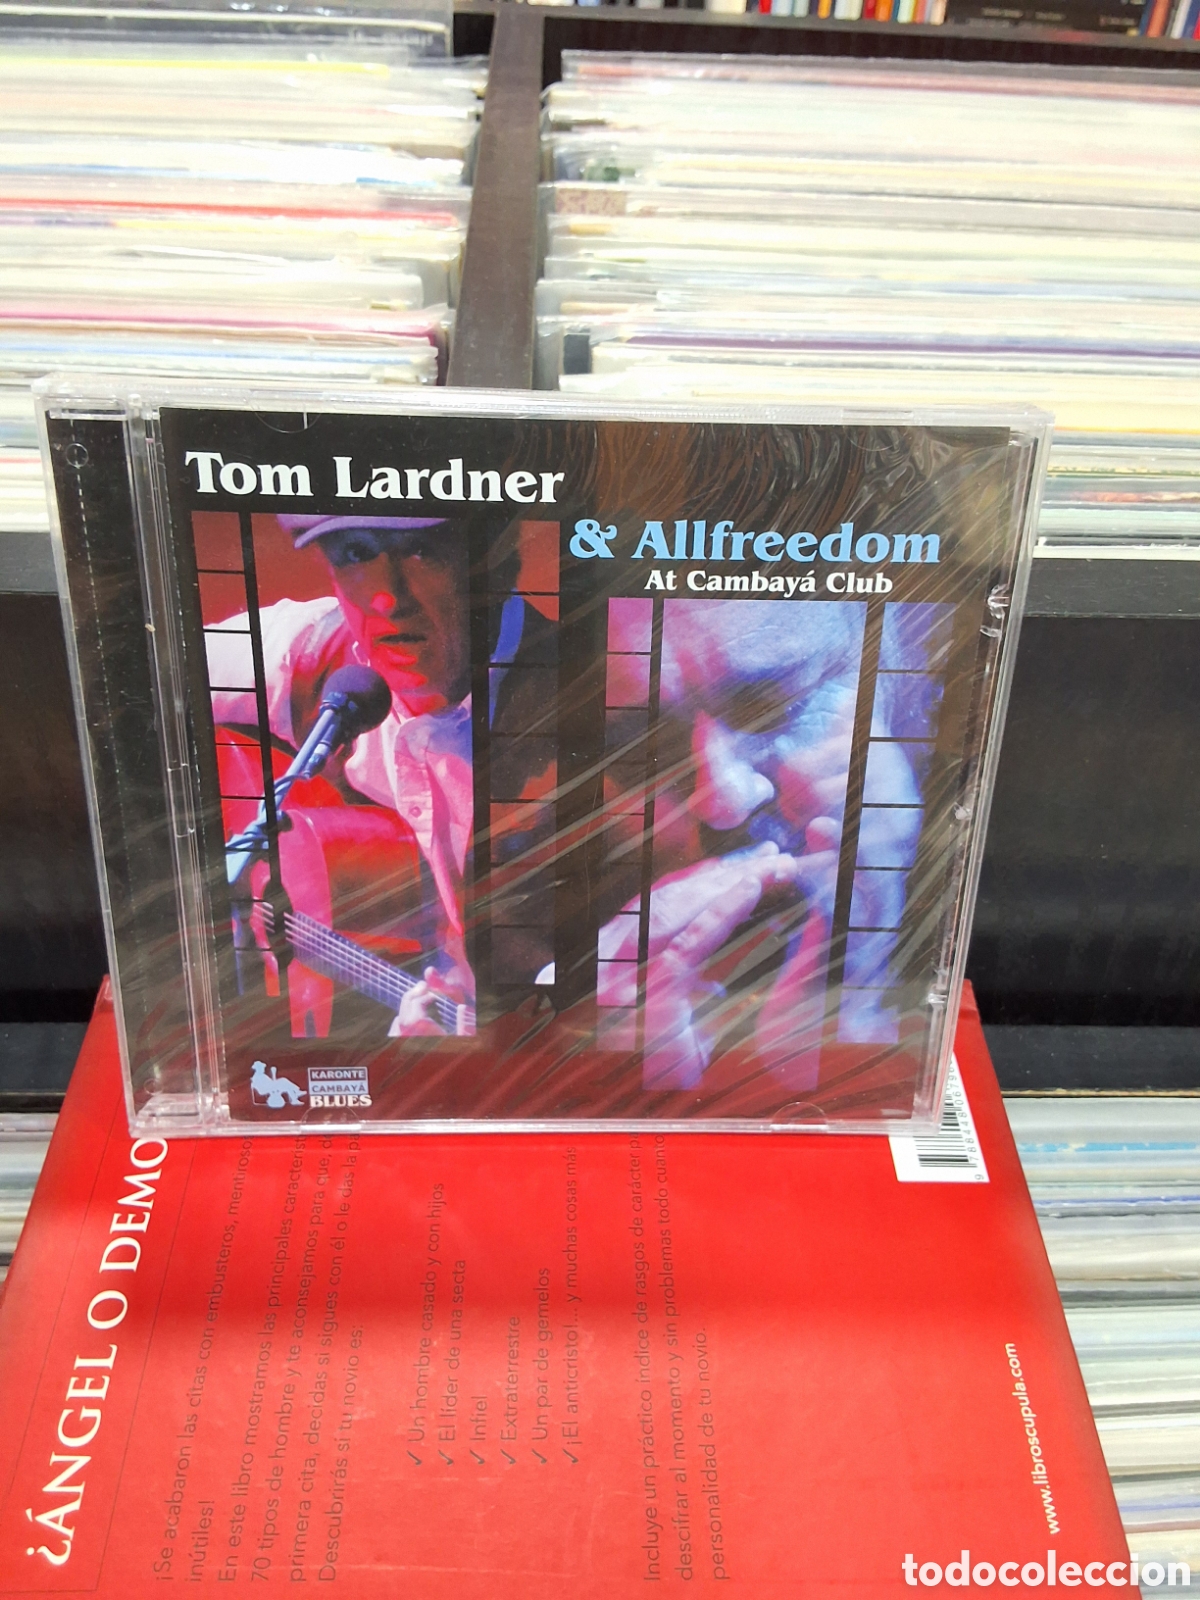 Tom Lardner
& Allfreedom
At Cambayá Club
KARONTE
CAMBAYÁ
BLUES
¿ÁNGEL O DEMO
¡Se acabaron las citas con embusteros, mentirosos
inútiles!
En este libro mostramos las principales característ
70 tipos de hombre y te aconsejamos para que, d
primera cita, decidas si sigues con él o le das la pa
Descubrirás si tu novio es:
✓ Un hombre casado y con hijos
✓ El líder de una secta
✓ Infiel
✓ Extraterrestre
✓ Un par de gemelos
✓ ¡El anticristo!... y muchas cosas más
Incluye un práctico índice de rasgos de carácter p
descifrar al momento y sin problemas todo cuanto
personalidad de tu novio.
www.libroscupula.com
todocoleccion